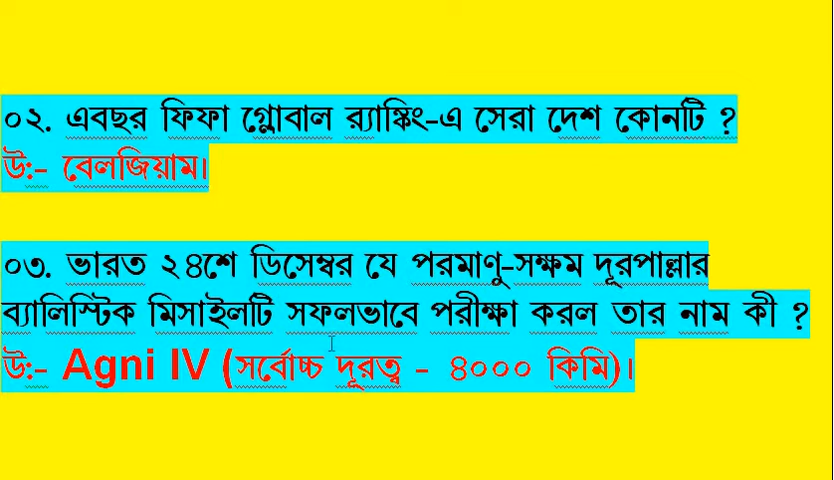 ০২. এবছর ফিফা গ্লোবাল র‍্যাঙ্কিং-এ সেরা দেশ কোনটি ?
উ:- বেলজিয়াম।
০৩. ভারত ২৪শে ডিসেম্বর যে পরমাণু-সক্ষম দূরপাল্লার
ব্যালিস্টিক মিসাইলটি সফলভাবে পরীক্ষা করল তার নাম কী ?
উ:- Agni IV (সর্বোচ্চ দূরত্ব - ৪০০০ কিমি)।